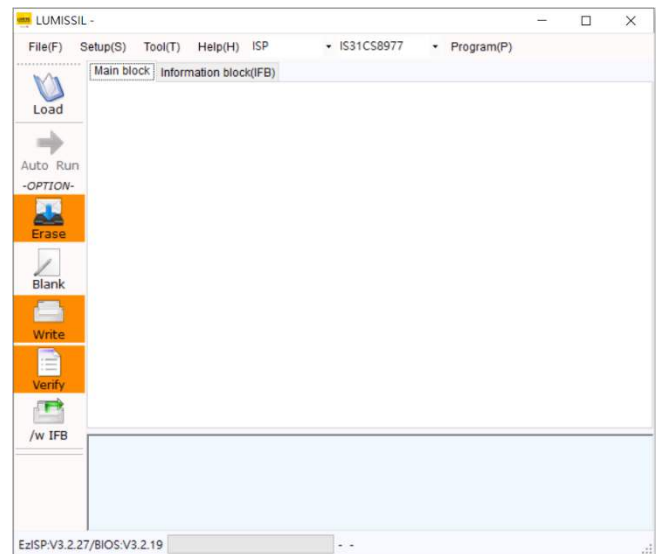 LUMISSIL -
File(F) Setup(S) Tool(T) Help(H) ISP IS31CS8977 Program(P)
Main block Information block(IFB)
Load
Auto Run
-OPTION-
Erase
Blank
Write
Verify
/w IFB
EzISP:V3.2.27/BIOS:V3.2.19 - -